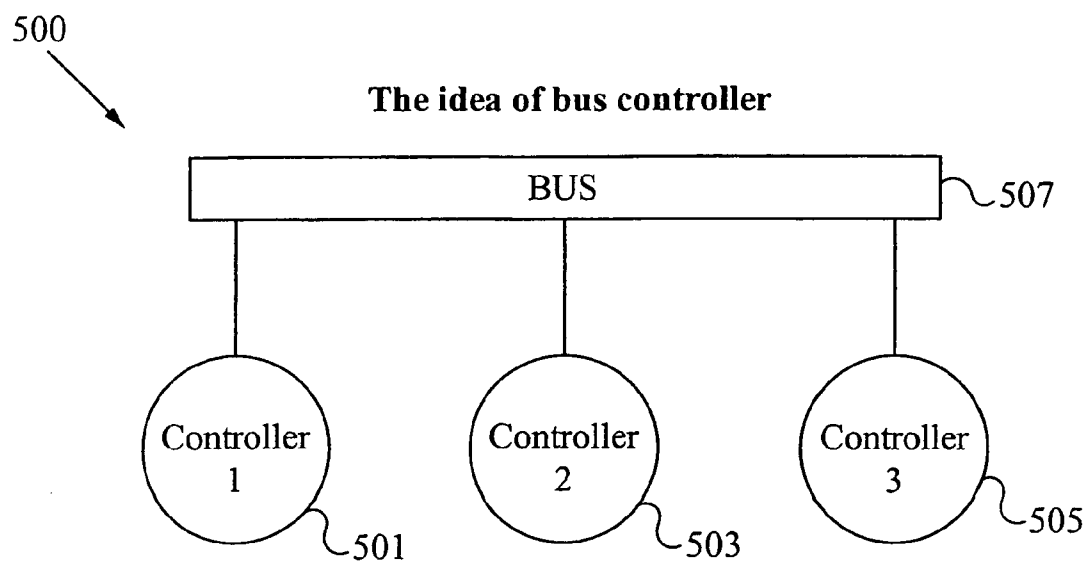 500
The idea of bus controller
BUS
507
Controller
1
501
Controller
2
503
Controller
3
505